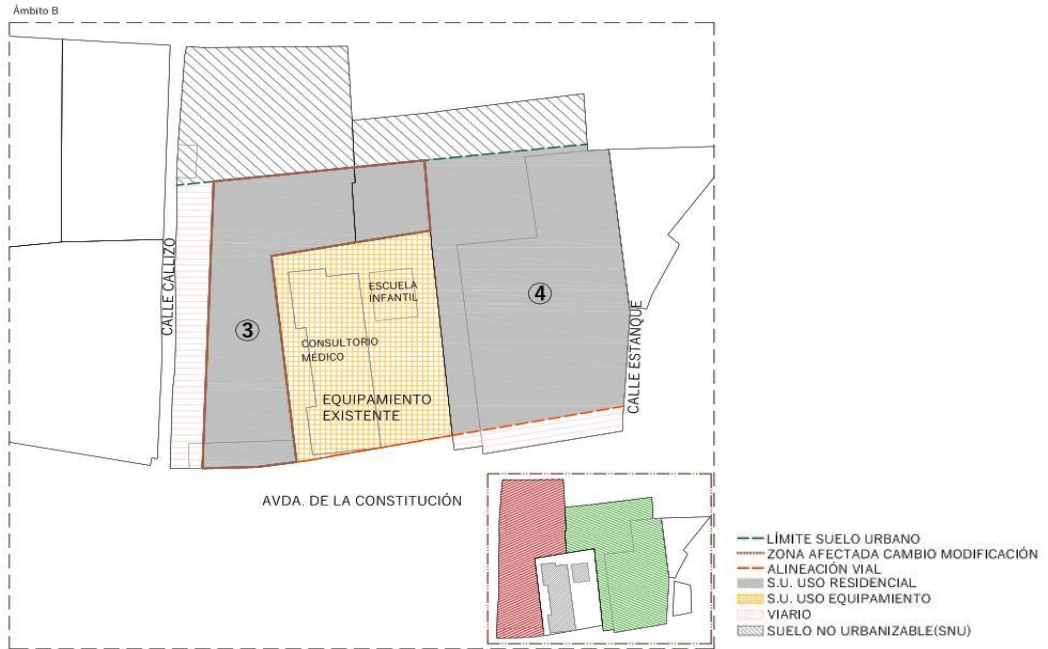 Ámbito B
CALLE CALLIZO
ESCUELA
INFANTIL
4
3
CONSULTORIO
MÉDICO
CALLE ESTANQUE
EQUIPAMIENTO
EXISTENTE
AVDA. DE LA CONSTITUCIÓN
LÍMITE SUELO URBANO
ZONA AFECTADA CAMBIO MODIFICACIÓN
ALINEACIÓN VIAL
S.U. USO RESIDENCIAL
S.U. USO EQUIPAMIENTO
VIARIO
SUELO NO URBANIZABLE(SNU)